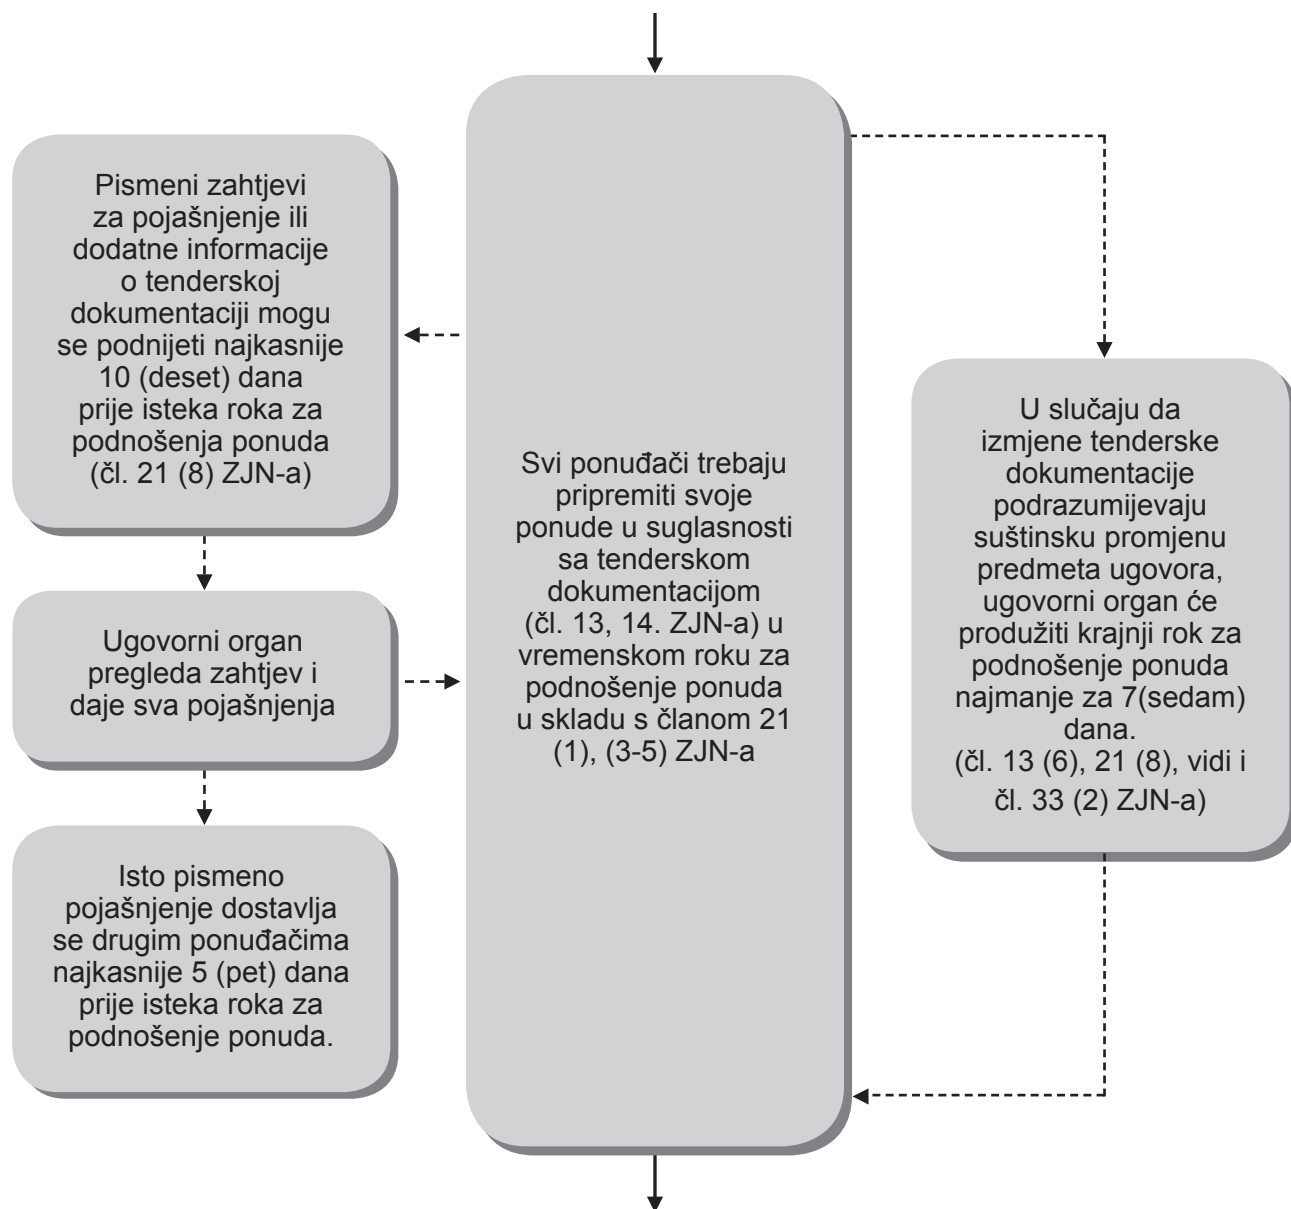 Pismeni zahtjevi
za pojašnjenje ili
dodatne informacije
o tenderskoj
dokumentaciji mogu
se podnijeti najkasnije
10 (deset) dana
prije isteka roka za
podnošenja ponuda
(čl. 21 (8) ZJN-a)
Ugovorni organ
pregleda zahtjev i
daje sva pojašnjenja
Isto pismeno
pojašnjenje dostavlja
se drugim ponuđačima
najkasnije 5 (pet) dana
prije isteka roka za
podnošenje ponuda.
Svi ponuđači trebaju
pripremiti svoje
ponude u suglasnosti
sa tenderskom
dokumentacijom
(čl. 13, 14. ZJN-a) u
vremenskom roku za
podnošenje ponuda
u skladu s članom 21
(1), (3-5) ZJN-a
U slučaju da
izmjene tenderske
dokumentacije
podrazumijevaju
suštinsku promjenu
predmeta ugovora,
ugovorni organ će
produžiti krajnji rok za
podnošenje ponuda
najmanje za 7(sedam)
dana.
(čl. 13 (6), 21 (8), vidi i
čl. 33 (2) ZJN-a)